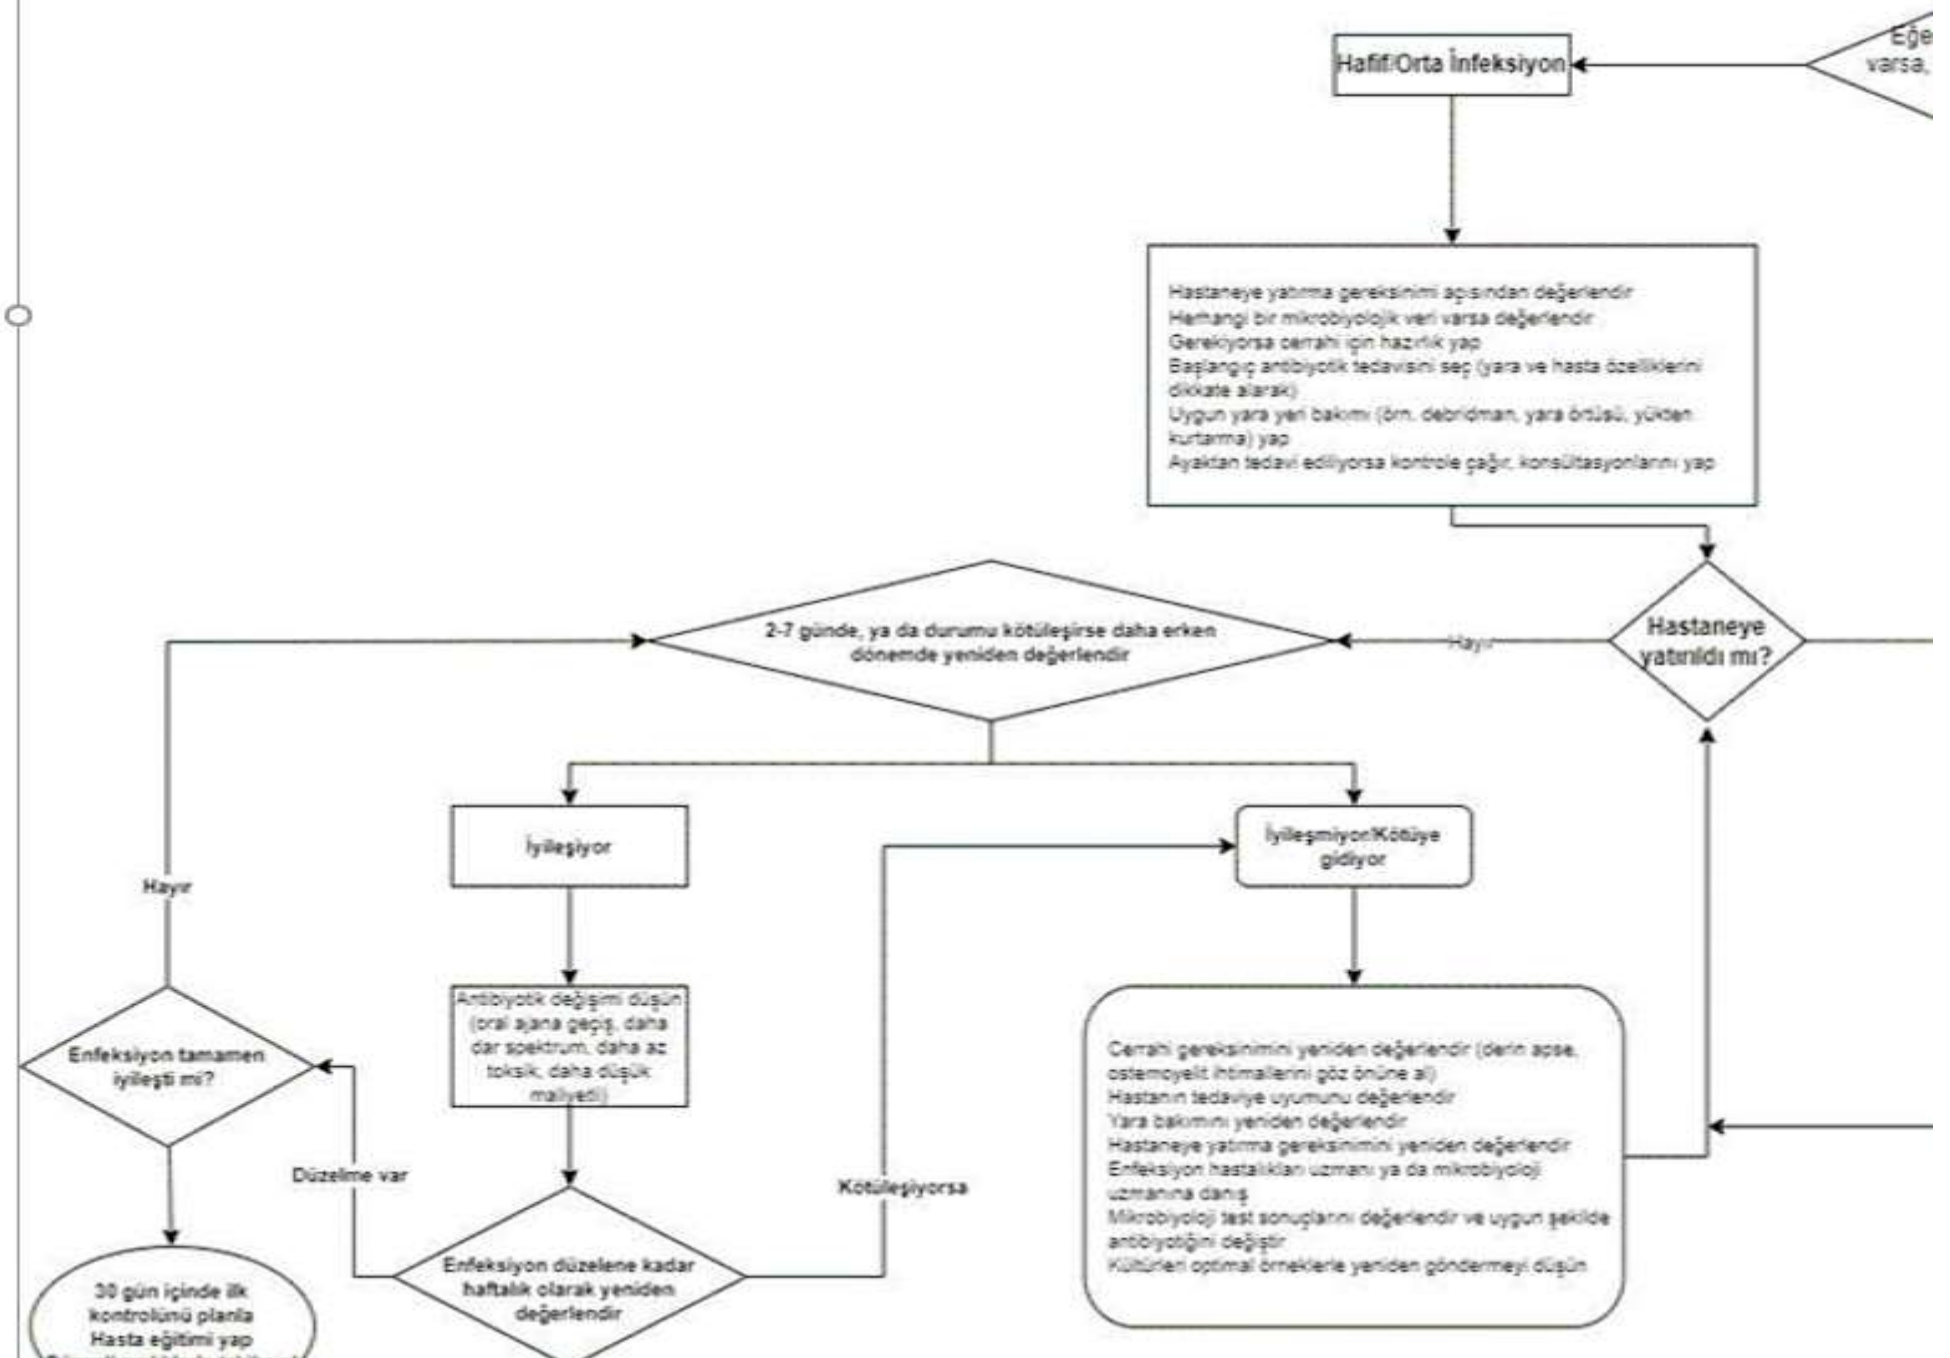 Eğe
varsa,
Hafif/Orta İnfeksiyon
Hastaneye yatırma gereksinimi açısından değerlendir
Herhangi bir mikrobiyolojik veri varsa değerlendir
Gerekiyorsa cerrahi için hazırlık yap
Başlangıç antibiyotik tedavisini seç (yara ve hasta özelliklerini
dikkate alarak)
Uygun yara yeri bakımı (örn. debridman, yara örtüsü, yükten
kurtarma) yap
Ayaktan tedavi ediliyorsa kontrole çağır, konsültasyonlarını yap
Hastaneye
yatırıldı mı?
Hayır
2-7 günde, ya da durumu kötüleşirse daha erken
dönemde yeniden değerlendir
İyileşiyor
İyileşmiyor/Kötüye
gidiyor
Hayır
Antibiyotik değişimi düşün
(oral ajana geçiş, daha
dar spektrum, daha az
toksik, daha düşük
maliyetli)
Enfeksiyon tamamen
iyileşti mi?
Cerrahi gereksinimini yeniden değerlendir (derin apse,
ostemoyelit ihtimallerini göz önüne al)
Hastanın tedaviye uyumunu değerlendir
Yara bakımını yeniden değerlendir
Hastaneye yatırma gereksinimini yeniden değerlendir
Enfeksiyon hastalıkları uzmanı ya da mikrobiyoloji
uzmanına danış
Mikrobiyoloji test sonuçlarını değerlendir ve uygun şekilde
antibiyotiğini değiştir
Kültürleri optimal örneklerle yeniden göndermeyi düşün
Düzelme var
Kötüleşiyorsa
Enfeksiyon düzelene kadar
haftalık olarak yeniden
değerlendir
30 gün içinde ilk
kontrolünü planla
Hasta eğitimi yap